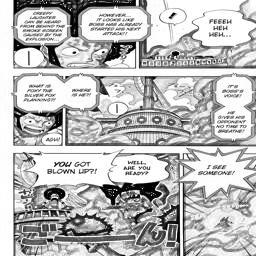 FEEEH
HEH
HEH...
!
HOWEVER...
IT LOOKS LIKE
BOSS HAS ALREADY
STARTED HIS NEXT
ATTACK!!
CREEPY
LAUGHTER
CAN BE HEARD
FROM BEHIND THE
SMOKE SCREEN
CAUSED BY THE
EXPLOSION...
IT'S
BOSS'S
VOICE!
HE
GIVES HIS
OPPONENT
NO TIME TO
BREATHE!
WHERE
IS HE?!
WHAT IS
FOXY THE
SILVER FOX
PLANNING?!
I SEE
SOMEONE!
WELL,
ARE YOU
READY?
YOU GOT
BLOWN UP?!
ん!